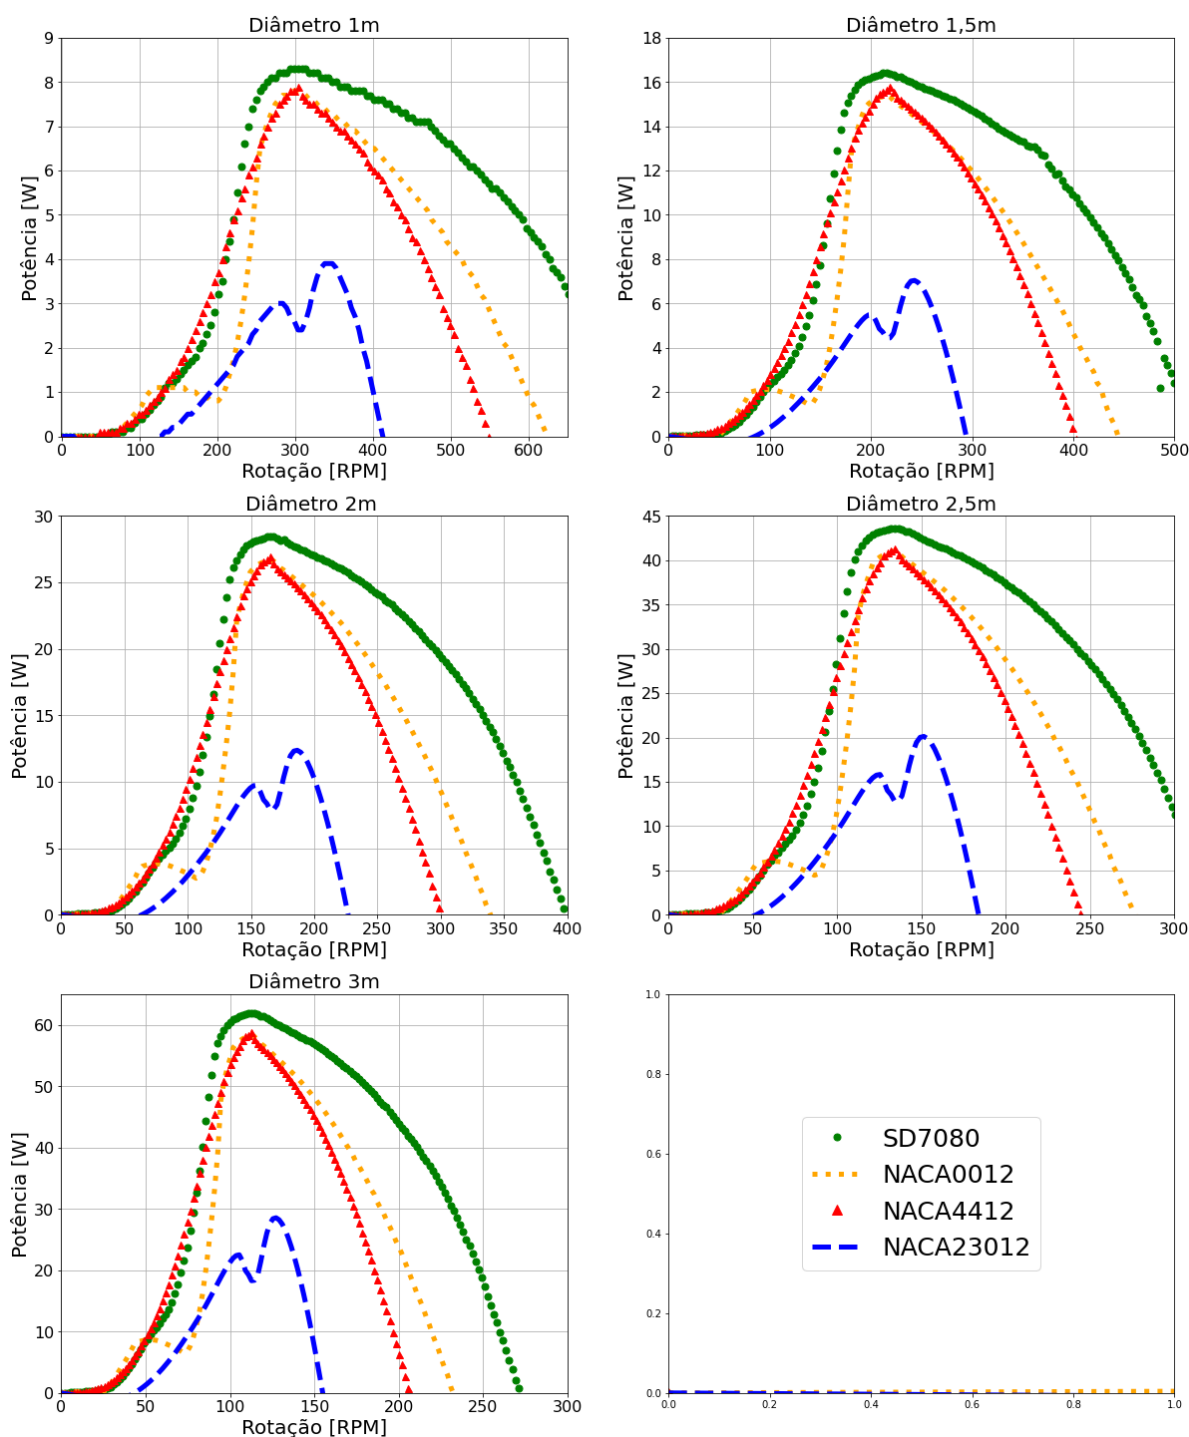 Diâmetro 1m
Potência [W]
9
8
7
6
5
4
3
2
1
0
0 100 200 300 400 500 600
Rotação [RPM]
Diâmetro 1,5m
Potência [W]
18
16
14
12
10
8
6
4
2
0
0 100 200 300 400 500
Rotação [RPM]
Diâmetro 2m
Potência [W]
30
25
20
15
10
5
0
0 50 100 150 200 250 300 350 400
Rotação [RPM]
Diâmetro 2,5m
Potência [W]
45
40
35
30
25
20
15
10
5
0
0 50 100 150 200 250 300
Rotação [RPM]
Diâmetro 3m
Potência [W]
60
50
40
30
20
10
0
0 50 100 150 200 250 300
Rotação [RPM]
1.0
0.8
0.6
0.4
0.2
0.0
0.0 0.2 0.4 0.6 0.8 1.0
SD7080
NACA0012
NACA4412
NACA23012